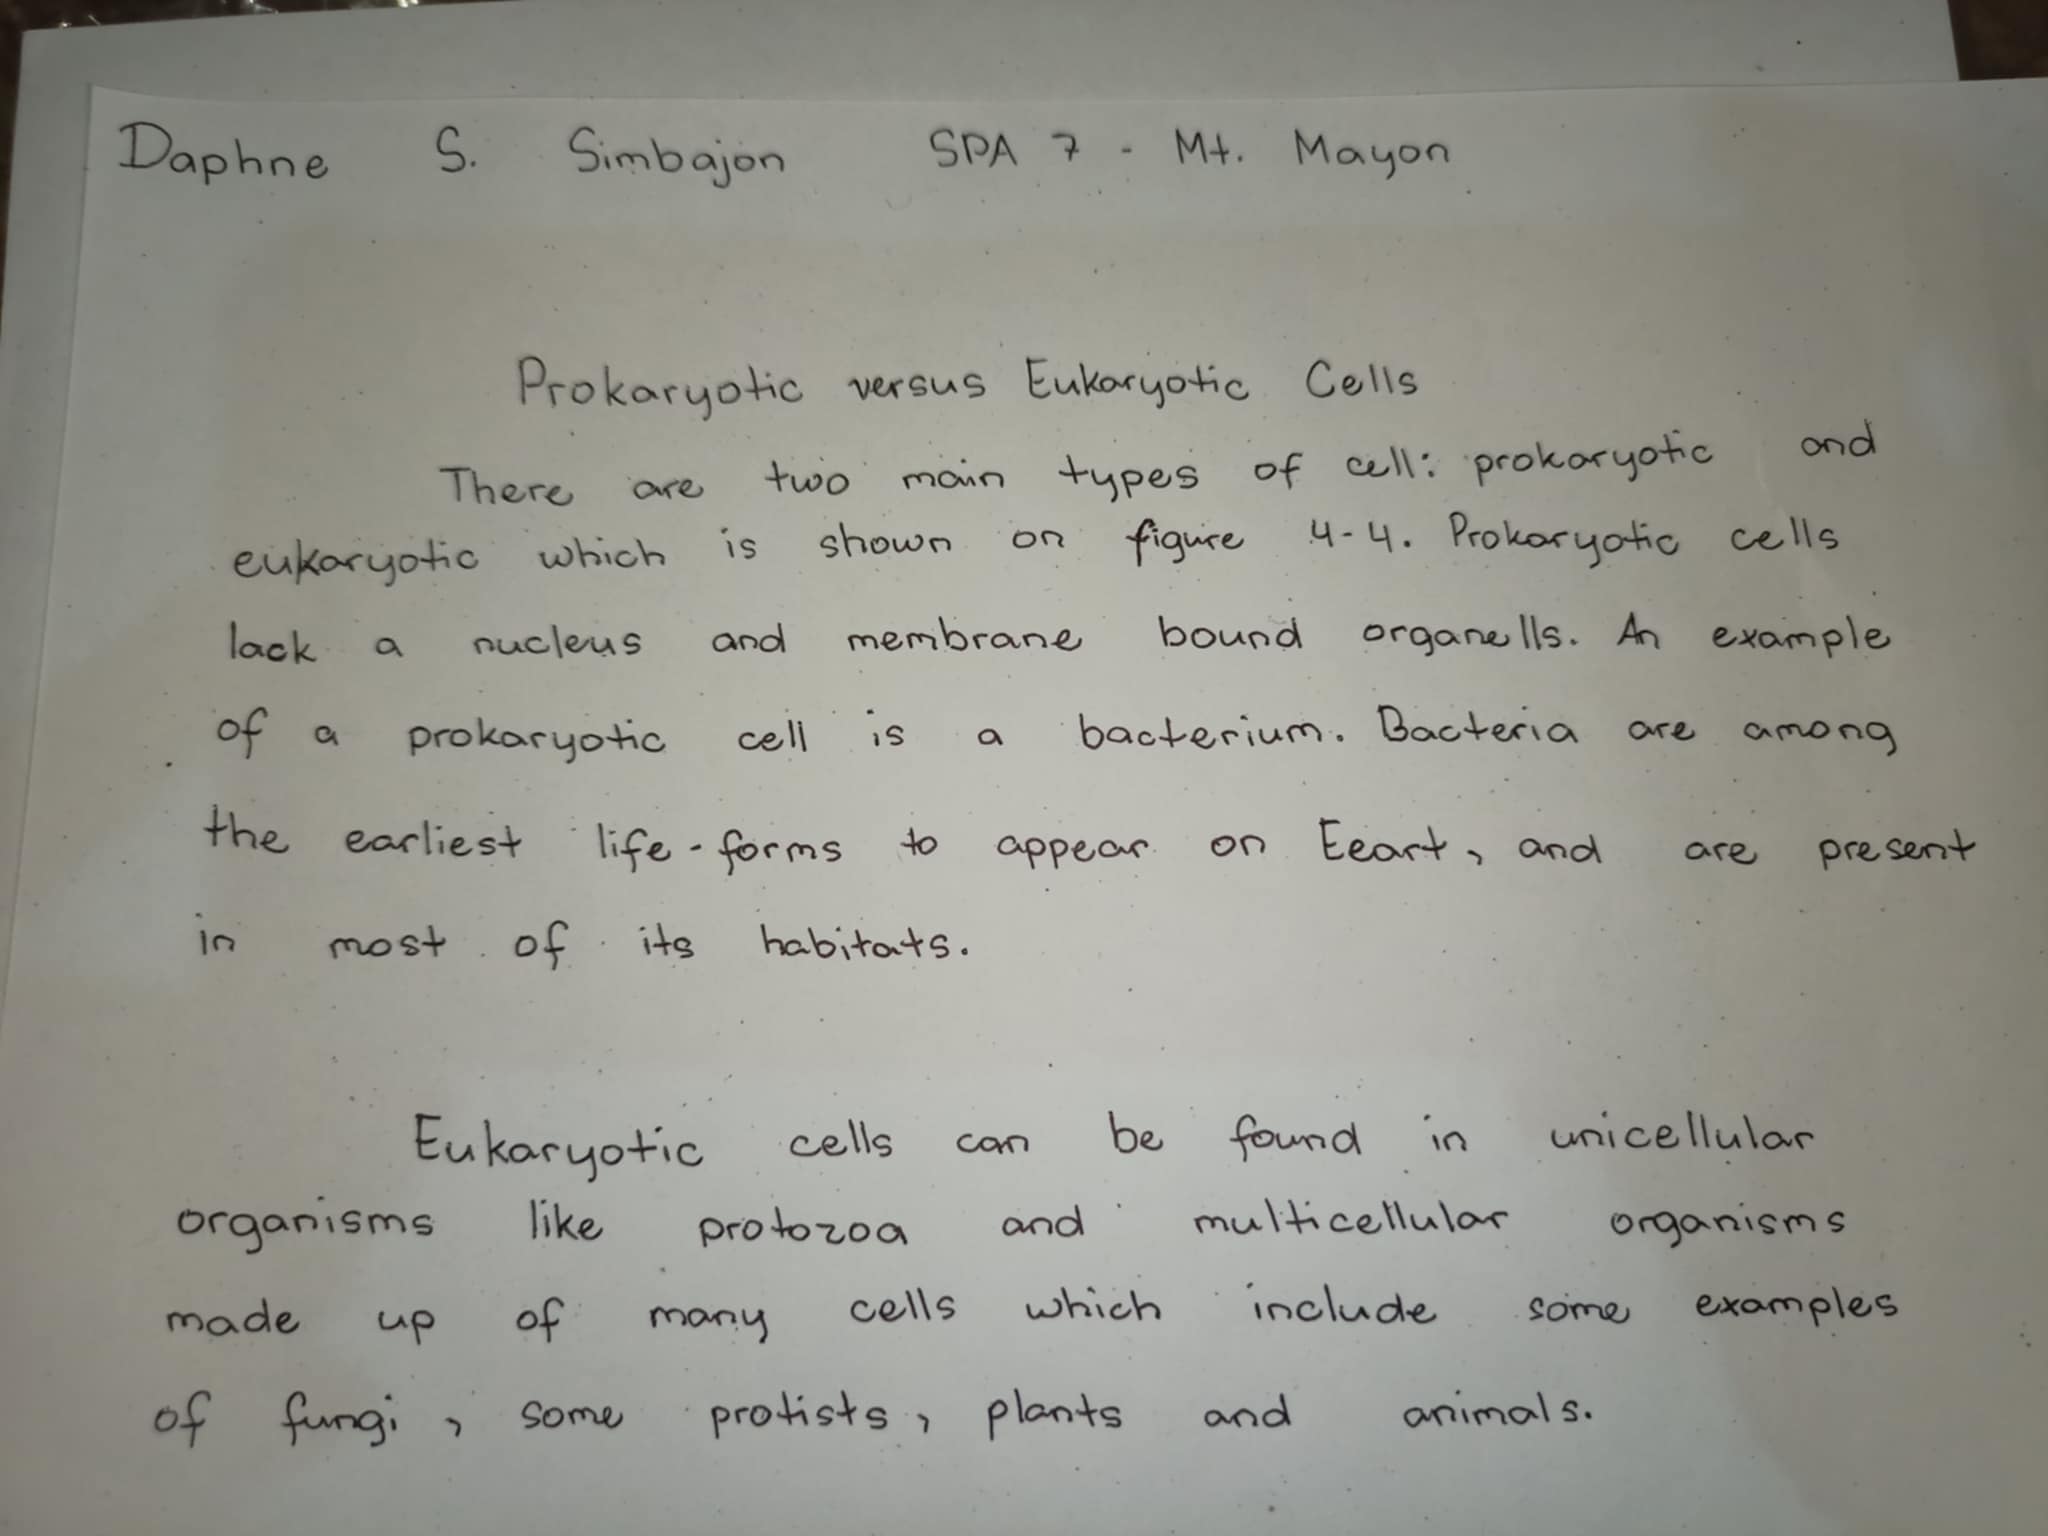 Daphne S. Simbajon SPA 7 - Mt. Mayon
Prokaryotic versus Eukaryotic Cells
There are two main types of cell: prokaryotic and
eukaryotic which is shown on figure 4-4. Prokaryotic cells
lack a nucleus and membrane bound organells. An example
of a prokaryotic cell is a bacterium. Bacteria are among
the earliest life-forms to appear on Eeart, and are present
in most of its habitats.
Eukaryotic cells can be found in unicellular
organisms like protozoa and multicellular organisms
made up of many cells which include some examples
of fungi, some protists, plants and animals.